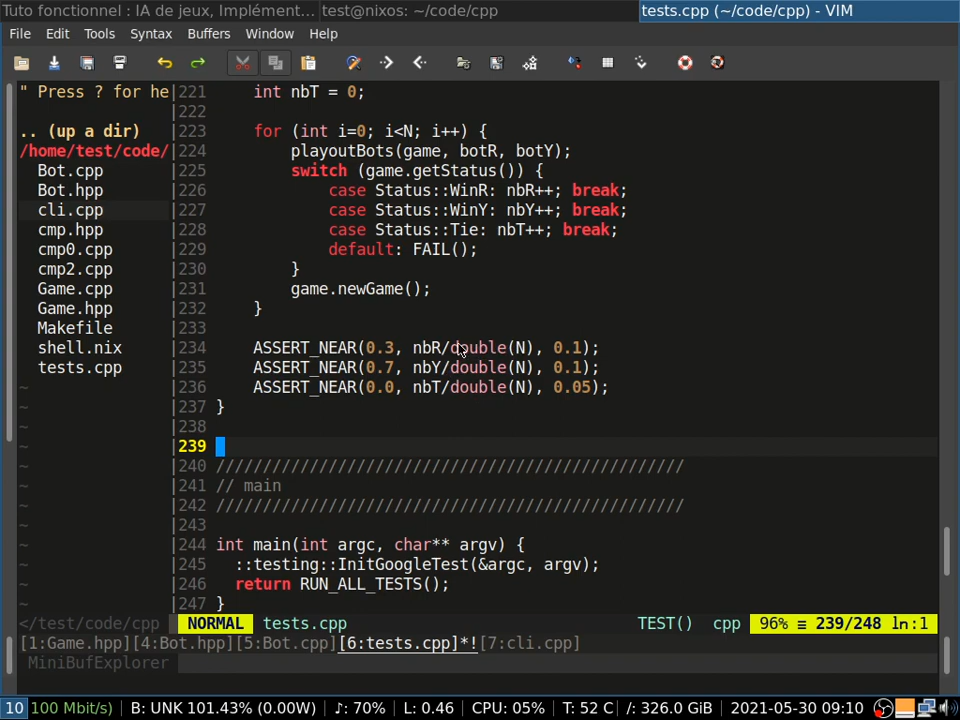 Tuto fonctionnel : IA de jeux, Implément... test@nixos: ~/code/cpp tests.cpp (~/code/cpp) - VIM
File Edit Tools Syntax Buffers Window Help
" Press ? for he|221     int nbT = 0;
|222
.. (up a dir) |223     for (int i=0; i<N; i++) {
/home/test/code/|224         playoutBots(game, botR, botY);
Bot.cpp |225         switch (game.getStatus()) {
Bot.hpp |226             case Status::WinR: nbR++; break;
cli.cpp |227             case Status::WinY: nbY++; break;
cmp.hpp |228             case Status::Tie: nbT++; break;
cmp0.cpp |229             default: FAIL();
cmp2.cpp |230         }
Game.cpp |231         game.newGame();
Game.hpp |232     }
Makefile |233
shell.nix |234     ASSERT_NEAR(0.3, nbR/double(N), 0.1);
tests.cpp |235     ASSERT_NEAR(0.7, nbY/double(N), 0.1);
~ |236     ASSERT_NEAR(0.0, nbT/double(N), 0.05);
~ |237 }
~ |238
~ |239
~ |240 //////////////////////////////////////////////////
~ |241 // main
~ |242 //////////////////////////////////////////////////
~ |243
~ |244 int main(int argc, char** argv) {
~ |245   ::testing::InitGoogleTest(&argc, argv);
~ |246   return RUN_ALL_TESTS();
~ |247 }
</test/code/cpp NORMAL tests.cpp TEST() cpp 96% ≡ 239/248 ln:1
[1:Game.hpp][4:Bot.hpp][5:Bot.cpp][6:tests.cpp]*![7:cli.cpp]
MiniBufExplorer
10 100 Mbit/s) | B: UNK 101.43% (0.00W) | ♪: 70% | L: 0.46 | CPU: 05% | T: 52 C | /: 326.0 GiB | 2021-05-30 09:10